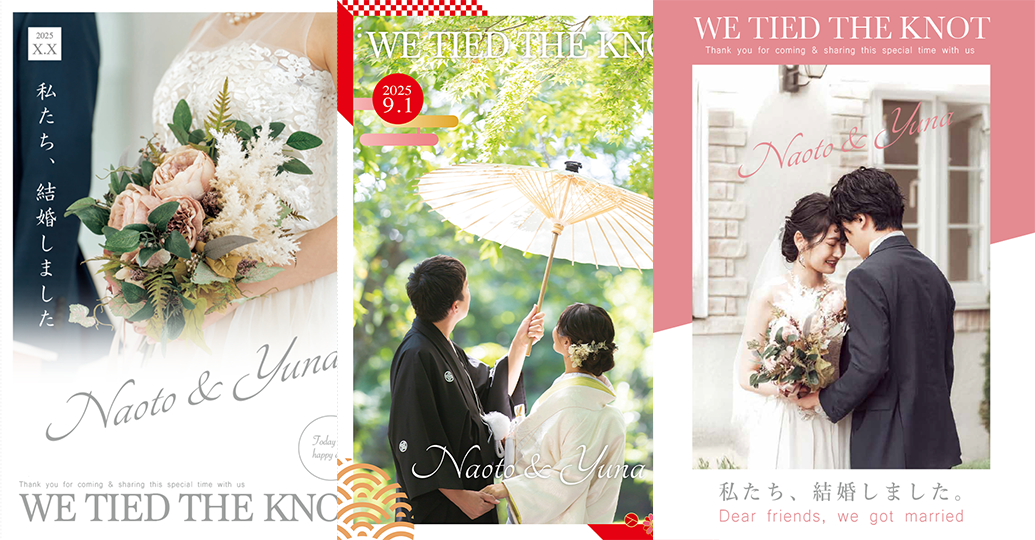 2025
X.X
私たち、結婚しました
Naoto & Yuna
Today
happy
Thank you for coming & sharing this special time with us
WE TIED THE KNO
WE TIED THE KNO
2025
9.1
Naoto & Yuna
WE TIED THE KNOT
Thank you for coming & sharing this special time with us
Naoto & Yuna
私たち、結婚しました。
Dear friends, we got married